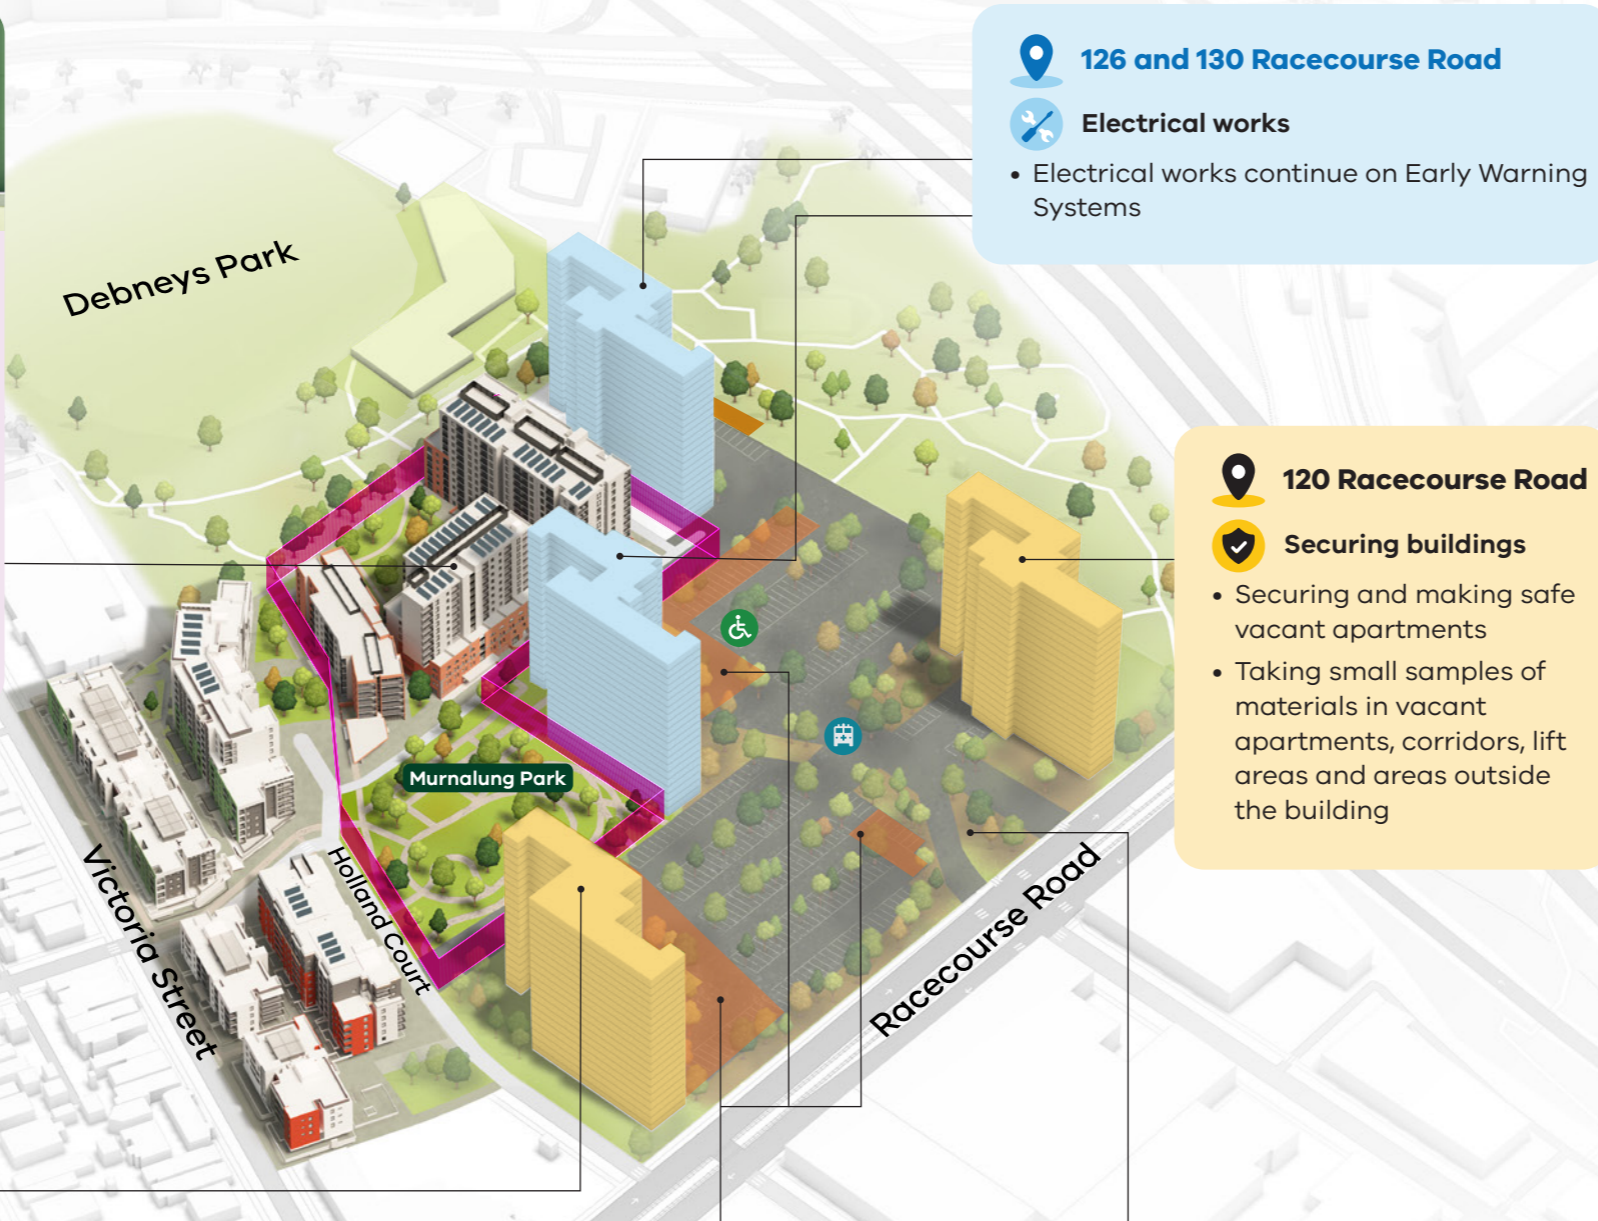 126 and 130 Racecourse Road
Electrical works
• Electrical works continue on Early Warning
Systems
Debneys Park
120 Racecourse Road
Securing buildings
• Securing and making safe
vacant apartments
• Taking small samples of
materials in vacant
apartments, corridors, lift
areas and areas outside
the building
Murnalung Park
Holland Court
Victoria Street
Racecourse Road